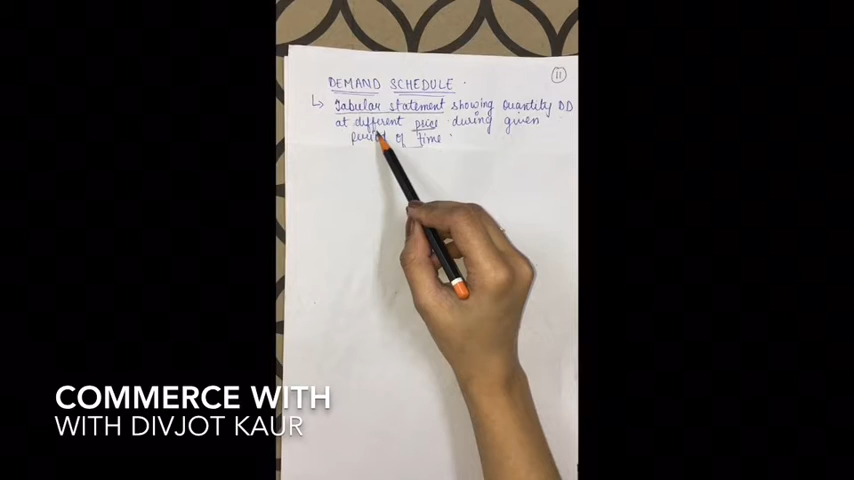 11
DEMAND SCHEDULE.
↳ Tabular statement showing Quantity DD
at different price during given
period of time.
COMMERCE WITH
WITH DIVJOT KAUR